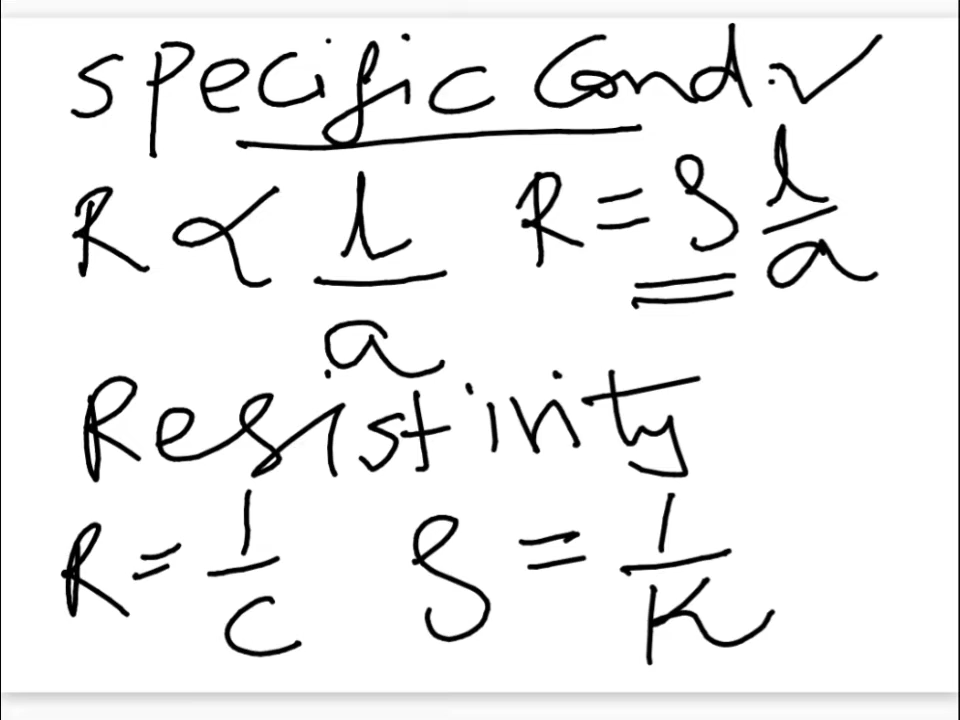 specific Cond.
R ∝ l/a R = ρ l/a
Resistivity
R = 1/C ρ = 1/K